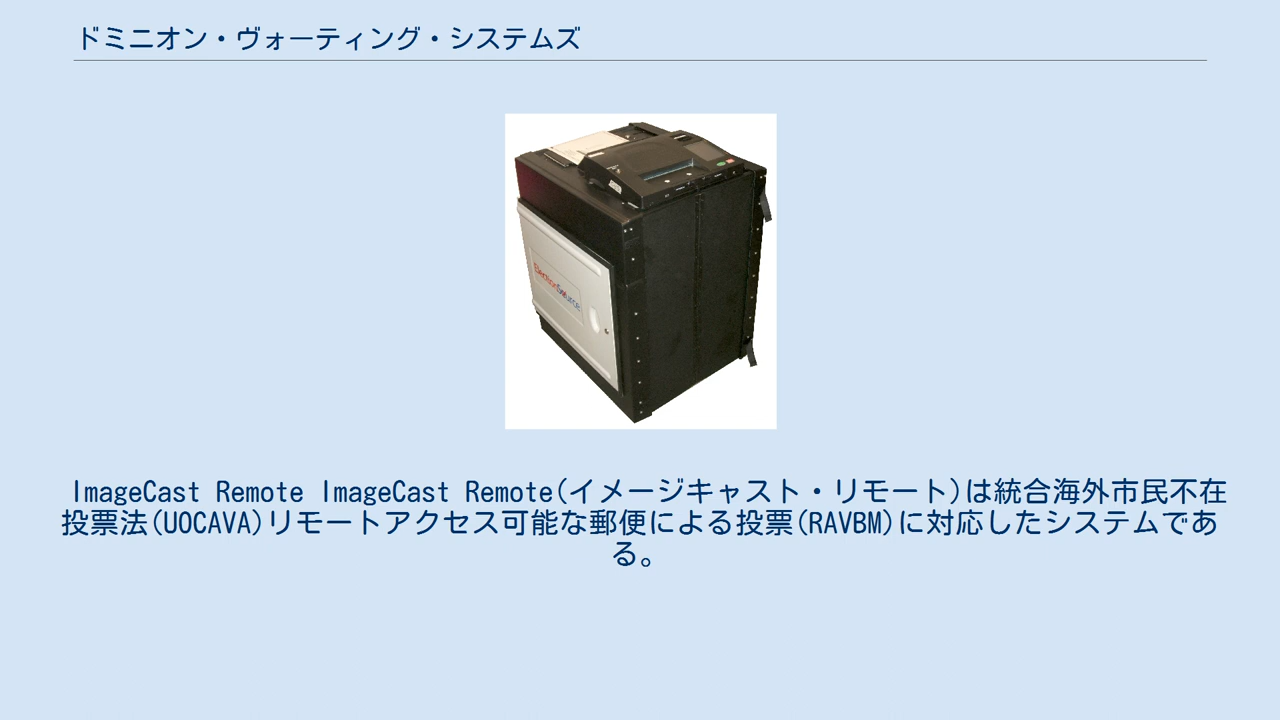 ドミニオン・ヴォーティング・システムズ
ElectionSource
ImageCast Remote ImageCast Remote(イメージキャスト・リモート)は統合海外市民不在
投票法(UOCAVA)リモートアクセス可能な郵便による投票(RAVBM)に対応したシステムであ
る。